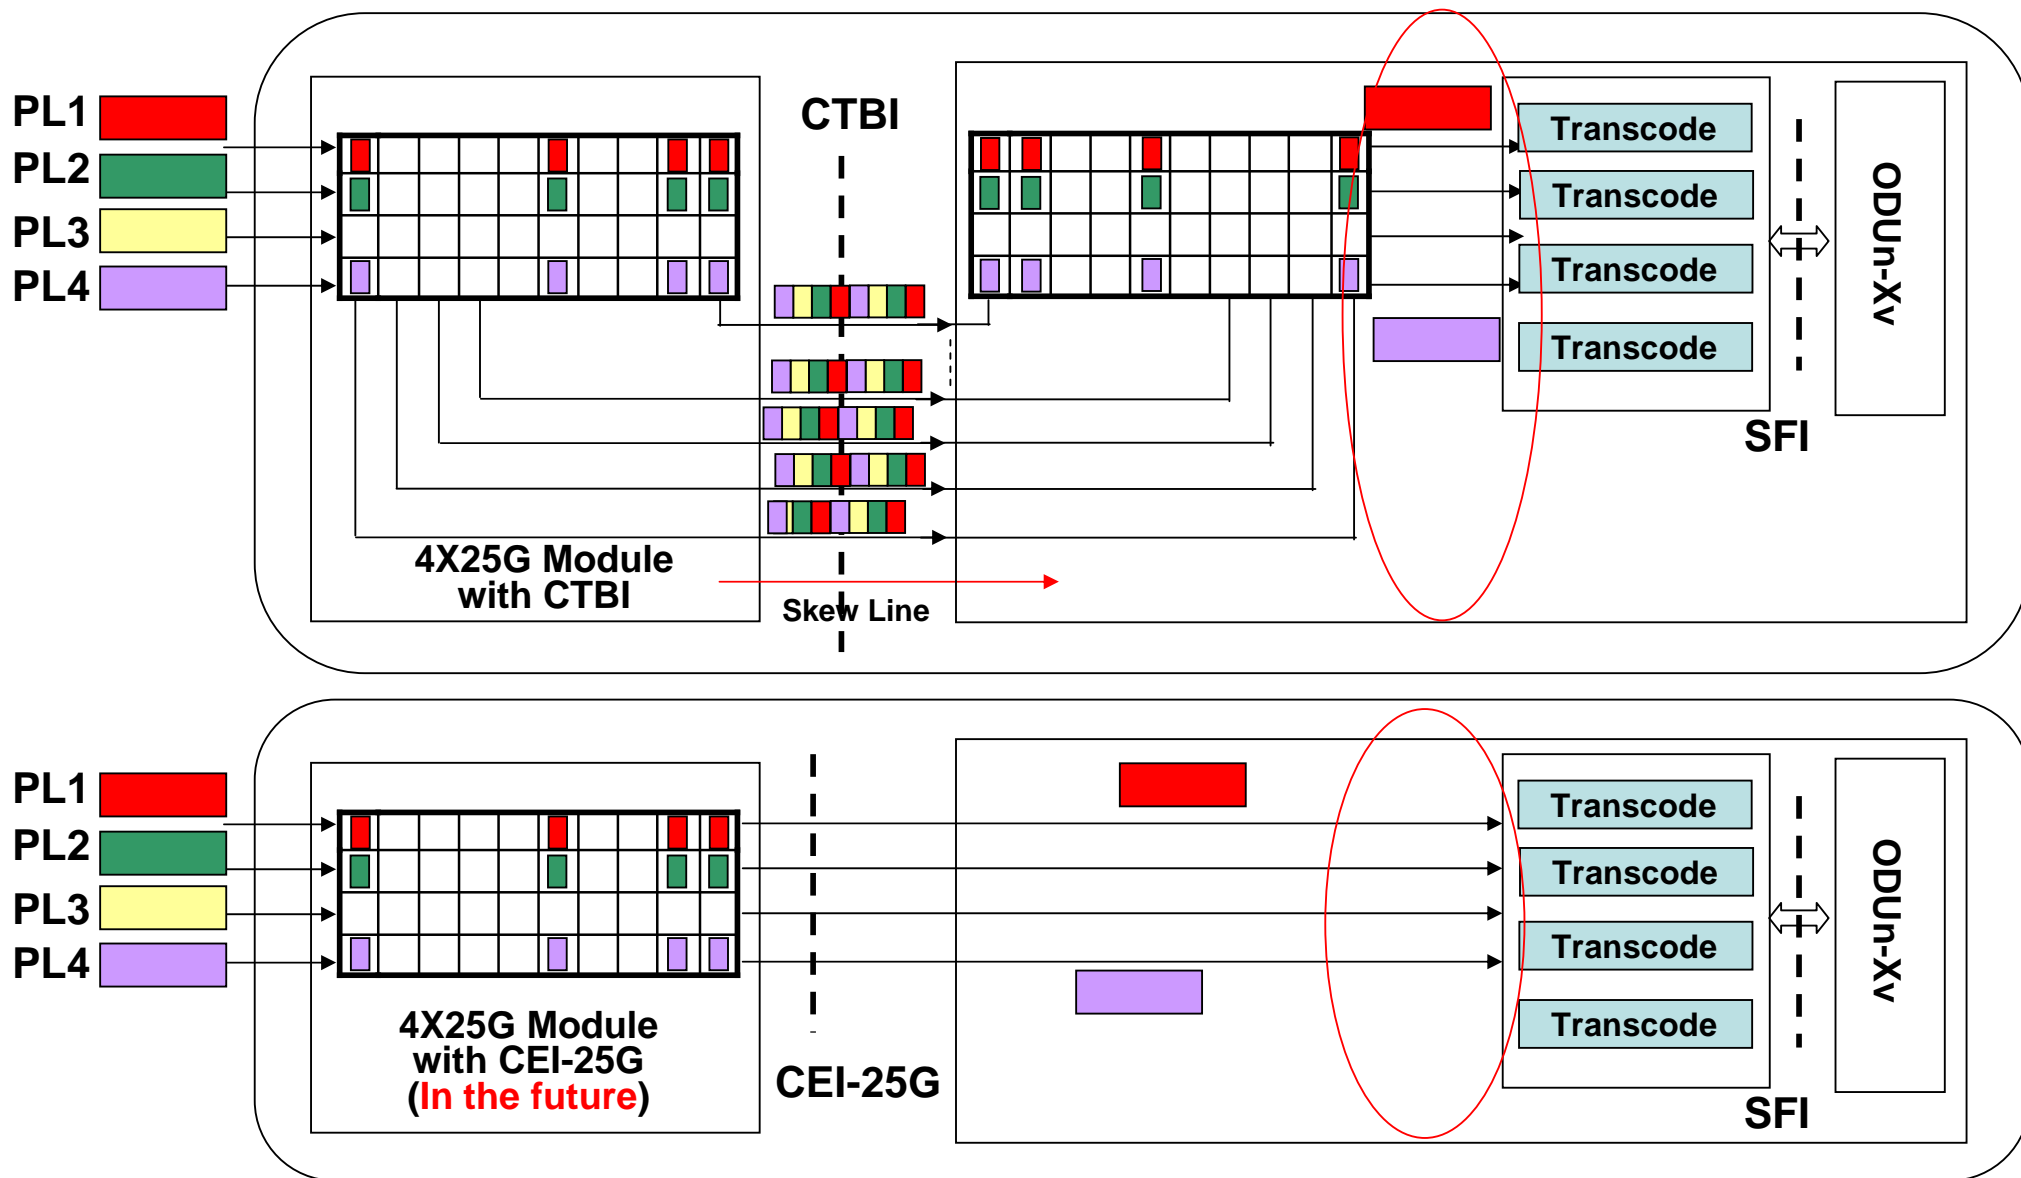 PL1
PL2
PL3
PL4
CTBI
Transcode
Transcode
Transcode
Transcode
ODUn-Xv
SFI
4X25G Module
with CTBI
Skew Line
PL1
PL2
PL3
PL4
4X25G Module
with CEI-25G
(In the future)
CEI-25G
Transcode
Transcode
Transcode
Transcode
ODUn-Xv
SFI